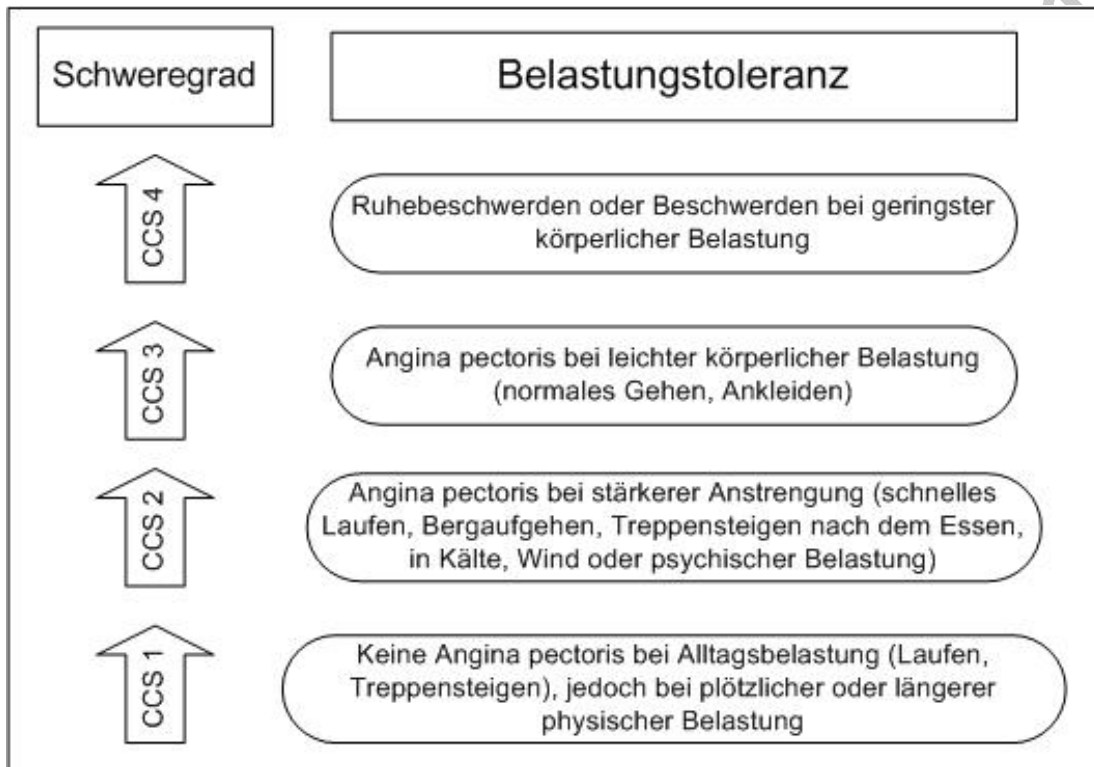 Schweregrad
Belastungstoleranz
CCS 4
Ruhebeschwerden oder Beschwerden bei geringster
körperlicher Belastung
CCS 3
Angina pectoris bei leichter körperlicher Belastung
(normales Gehen, Ankleiden)
CCS 2
Angina pectoris bei stärkerer Anstrengung (schnelles
Laufen, Bergaufgehen, Treppensteigen nach dem Essen,
in Kälte, Wind oder psychischer Belastung)
CCS 1
Keine Angina pectoris bei Alltagsbelastung (Laufen,
Treppensteigen), jedoch bei plötzlicher oder längerer
physischer Belastung